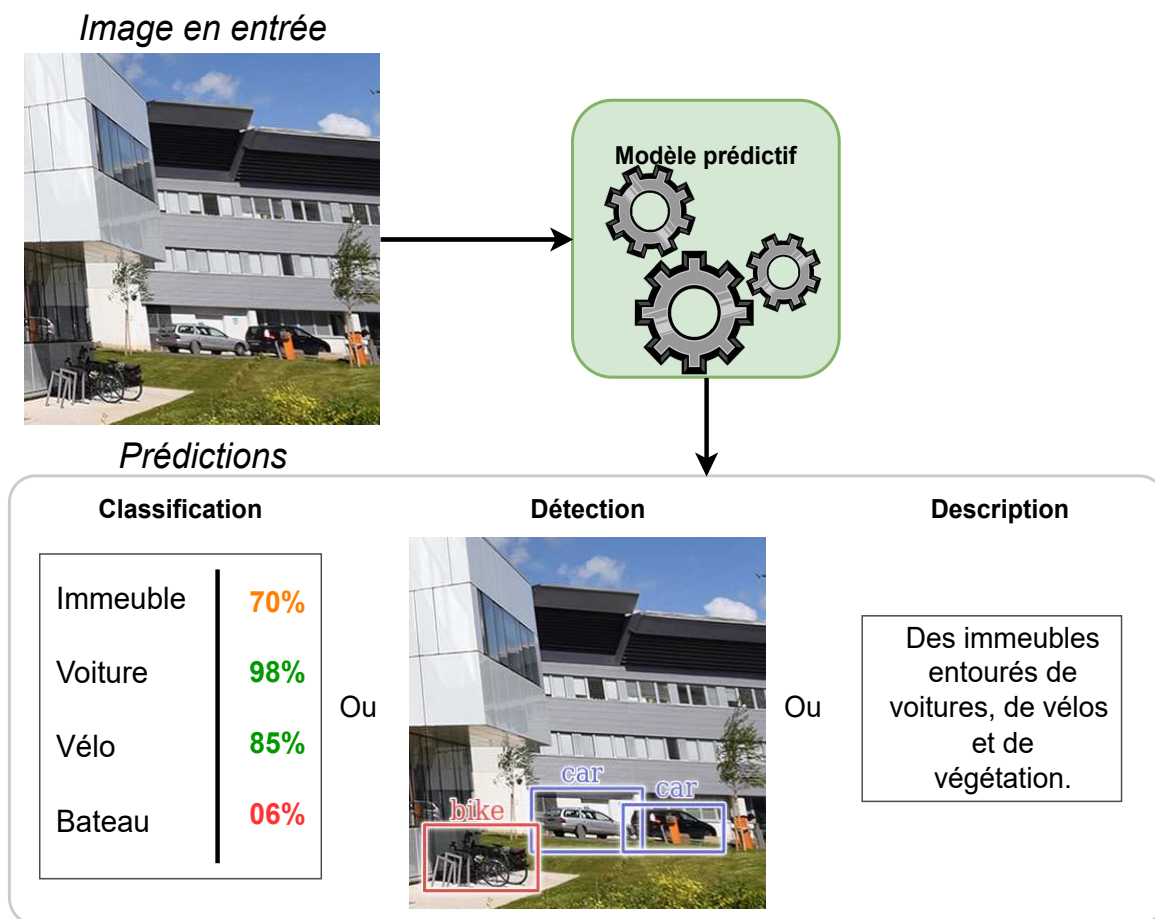 Image en entrée
Modèle prédictif
Prédictions
Classification
Immeuble 70%
Voiture 98%
Vélo 85%
Bateau 06%
Ou
Détection
car
car
bike
Ou
Description
Des immeubles
entourés de
voitures, de vélos
et de
végétation.